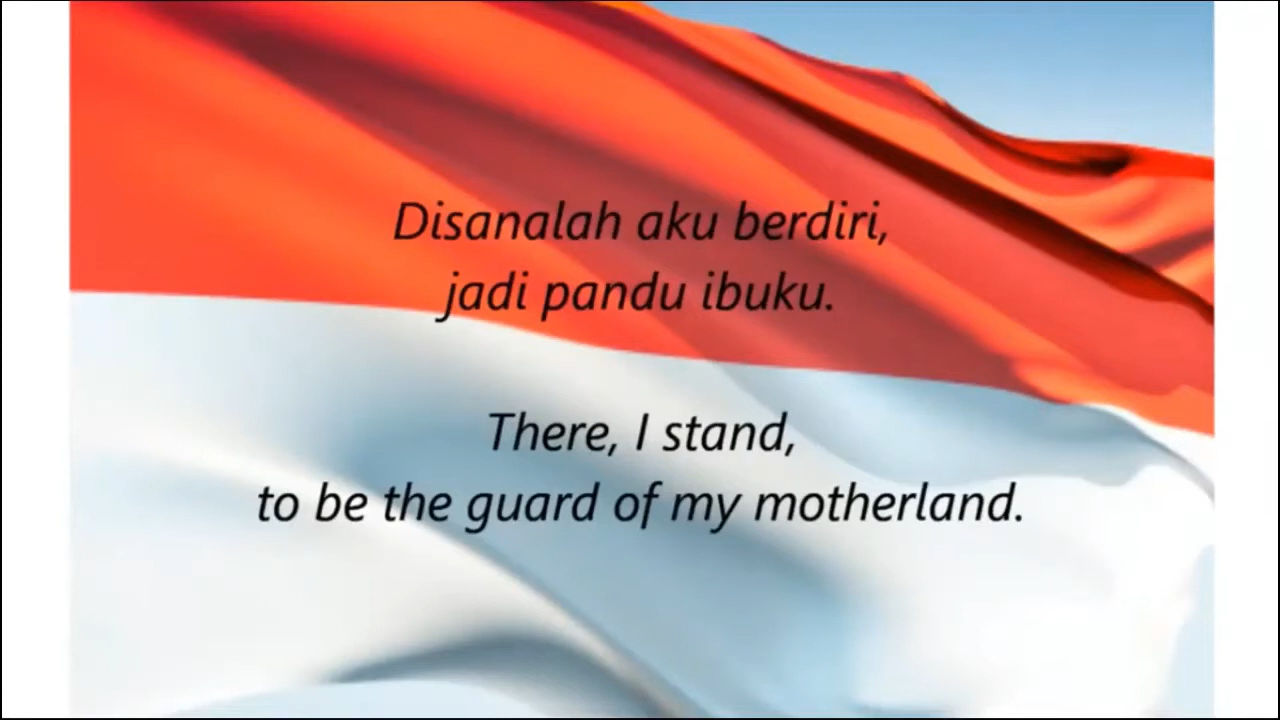 Disanalah aku berdiri,
jadi pandu ibuku.
There, I stand,
to be the guard of my motherland.